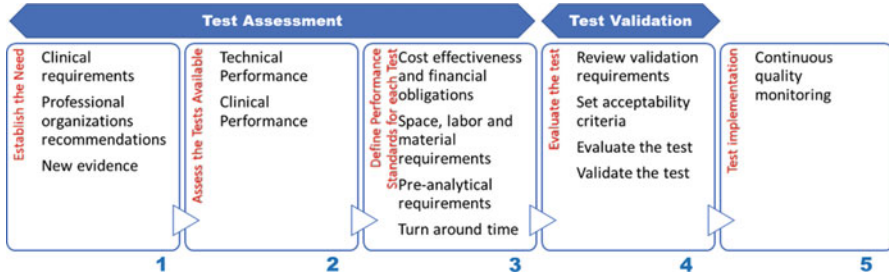 Test Assessment
Test Validation
Establish the Need
Clinical
requirements
Professional
organizations
recommendations
New evidence
1
Assess the Tests Available
Technical
Performance
Clinical
Performance
2
Define Performance
Standards for each Test
Cost effectiveness
and financial
obligations
Space, labor and
material
requirements
Pre-analytical
requirements
Turn around time
3
Evaluate the test
Review validation
requirements
Set acceptability
criteria
Evaluate the test
Validate the test
4
Test implementation
Continuous
quality
monitoring
5